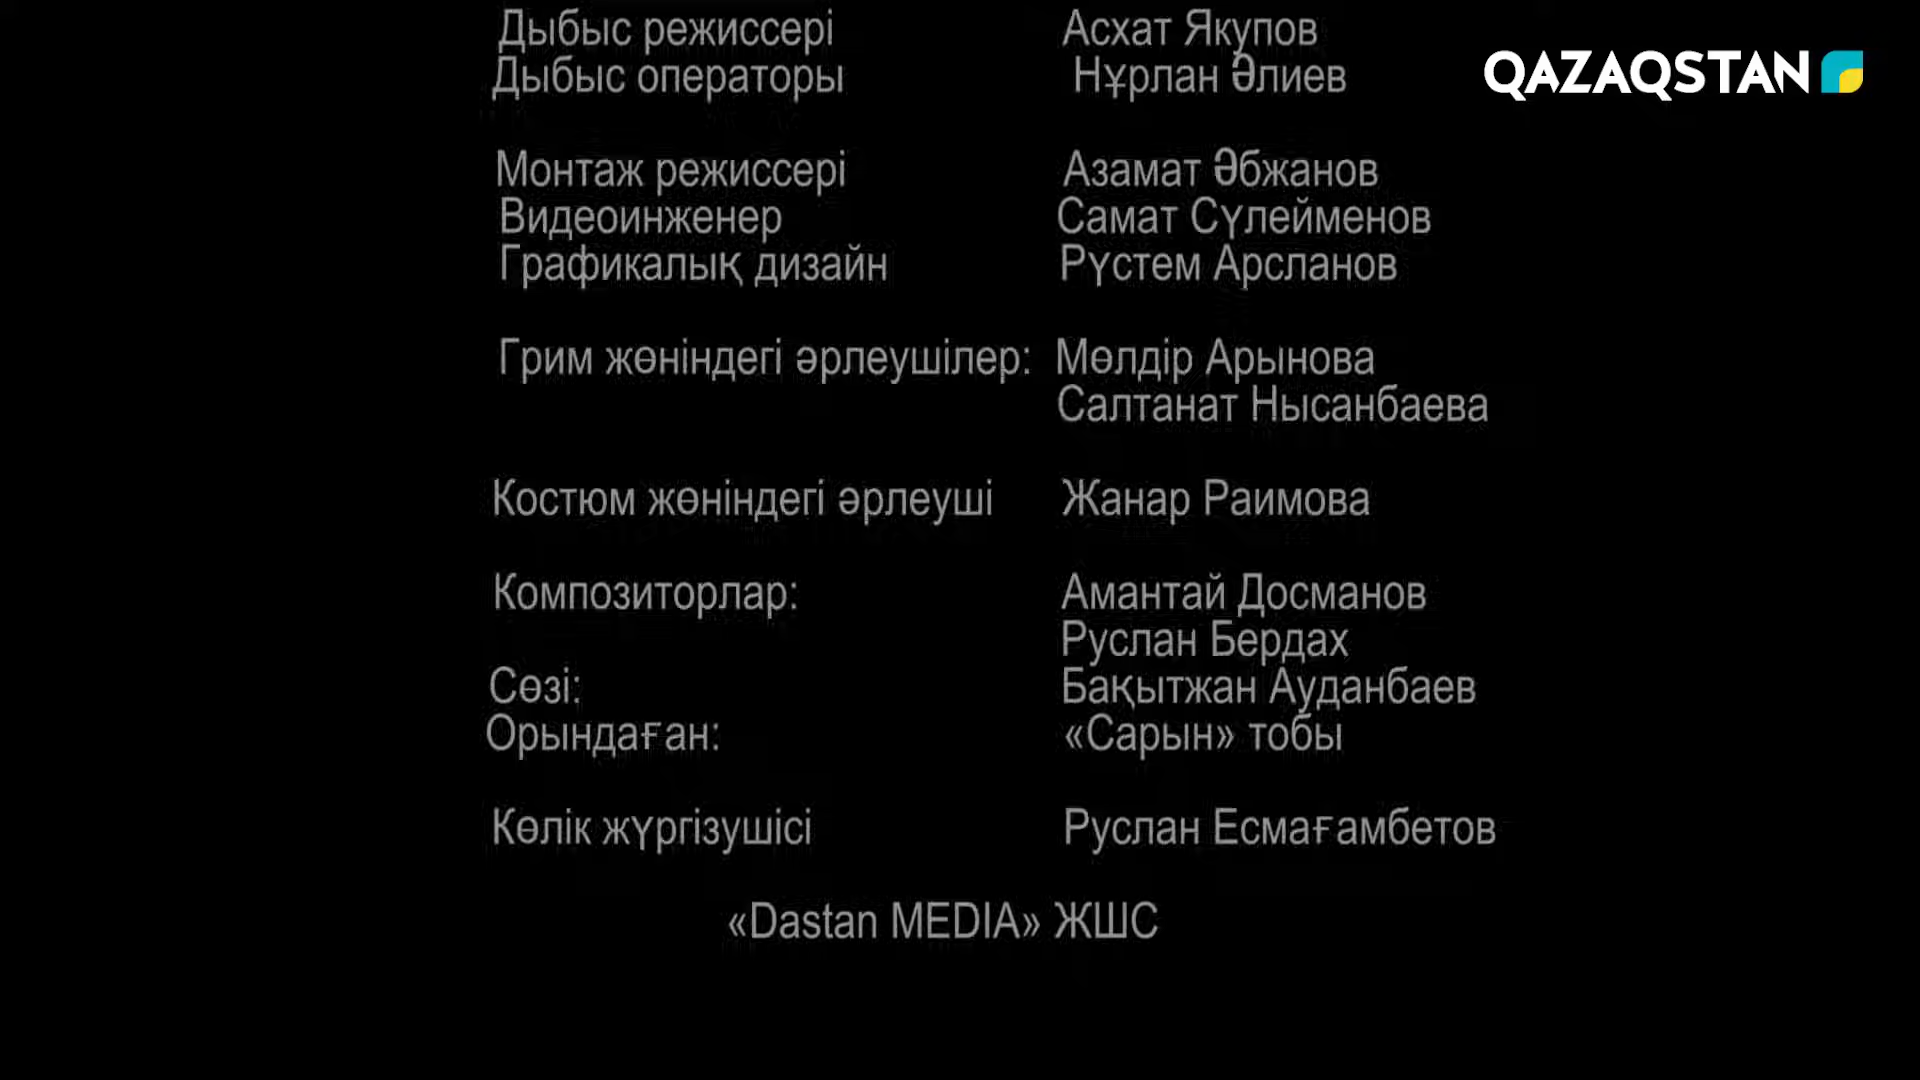 Дыбыс режиссері Асхат Якупов
QAZAQSTAN
Дыбыс операторы Нұрлан Әлиев
Монтаж режиссері Азамат Әбжанов
Видеоинженер Самат Сүлейменов
Графикалық дизайн Рүстем Арсланов
Грим жөніндегі әрлеушілер: Мөлдір Арынова
Салтанат Нысанбаева
Костюм жөніндегі әрлеуші Жанар Раимова
Композиторлар: Амантай Досманов
Руслан Бердах
Сөзі: Бақытжан Ауданбаев
Орындаған: «Сарын» тобы
Көлік жүргізушісі Руслан Есмағамбетов
«Dastan MEDIA» ЖШС